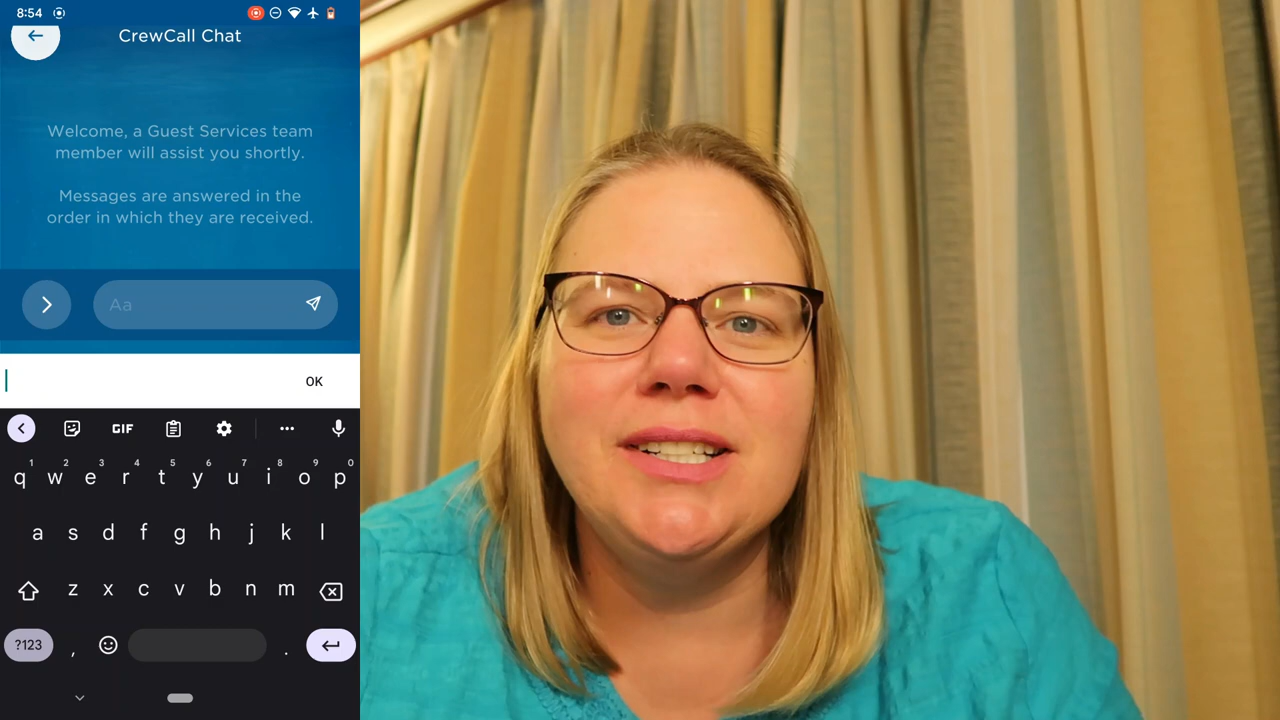 8:54
CrewCall Chat
Welcome, a Guest Services team
member will assist you shortly.
Messages are answered in the
order in which they are received.
Aa
OK
GIF
1 2 3 4 5 6 7 8 9 0
q w e r t y u i o p
a s d f g h j k l
z x c v b n m
?123 , .